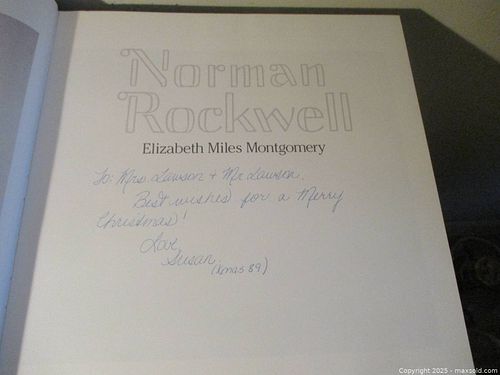 Norman
Rockwell
Elizabeth Miles Montgomery
To: Mrs. Lawson + Mr. Lawson.
Best wishes for a Merry
Christmas!
Love,
Susan
(Xmas 89)
Copyright 2025 - maxsold.com